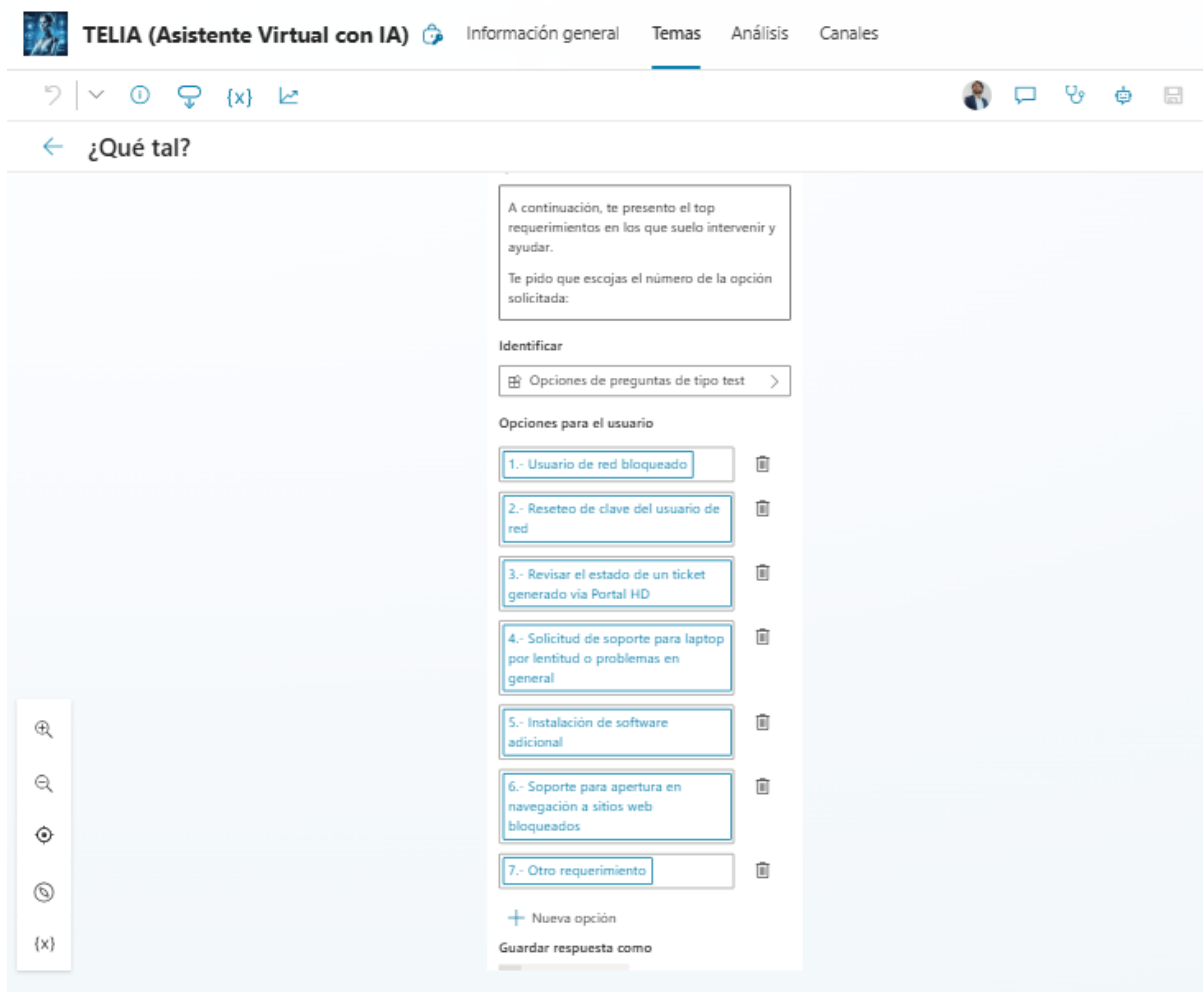 TELIA (Asistente Virtual con IA)
Información general
Temas
Análisis
Canales
{x}
¿Qué tal?
A continuación, te presento el top
requerimientos en los que suelo intervenir y
ayudar.
Te pido que escojas el número de la opción
solicitada:
Identificar
Opciones de preguntas de tipo test
Opciones para el usuario
1.- Usuario de red bloqueado
2.- Reseteo de clave del usuario de
red
3.- Revisar el estado de un ticket
generado via Portal HD
4.- Solicitud de soporte para laptop
por lentitud o problemas en
general
5.- Instalación de software
adicional
6.- Soporte para apertura en
navegación a sitios web
bloqueados
7.- Otro requerimiento
Nueva opción
Guardar respuesta como
{x}